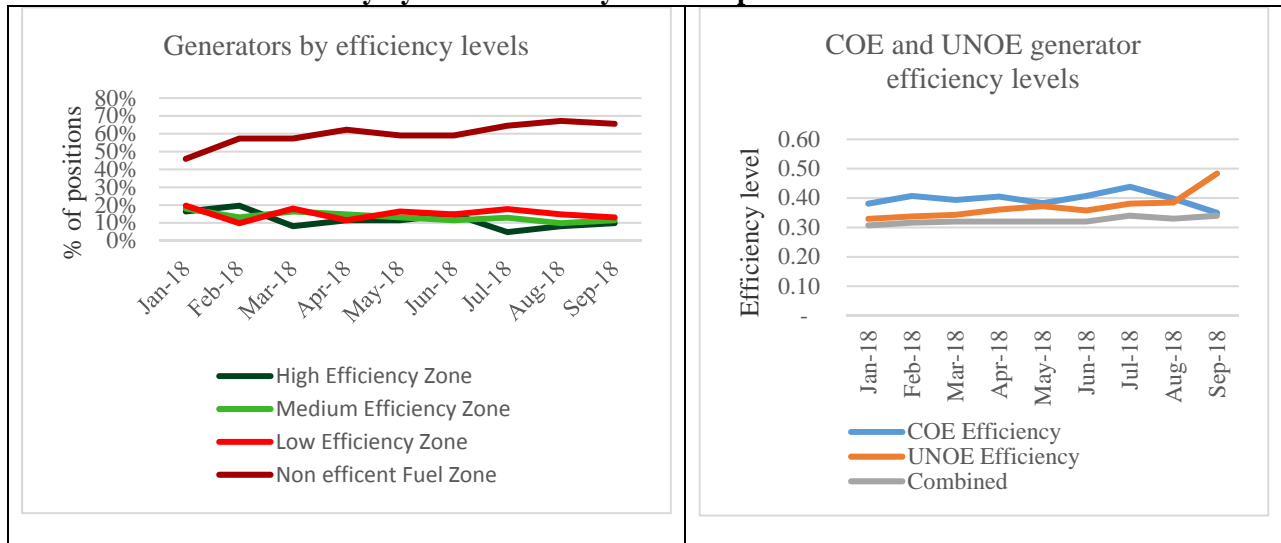 Generators by efficiency levels
80%
70%
60%
50%
40%
30%
20%
10%
0%
% of positions
Jan-18
Feb-18
Mar-18
Apr-18
May-18
Jun-18
Jul-18
Aug-18
Sep-18
High Efficiency Zone
Medium Efficiency Zone
Low Efficiency Zone
Non efficent Fuel Zone
COE and UNOE generator
efficiency levels
0.60
0.50
0.40
0.30
0.20
0.10
-
Efficiency level
Jan-18
Feb-18
Mar-18
Apr-18
May-18
Jun-18
Jul-18
Aug-18
Sep-18
COE Efficiency
UNOE Efficiency
Combined